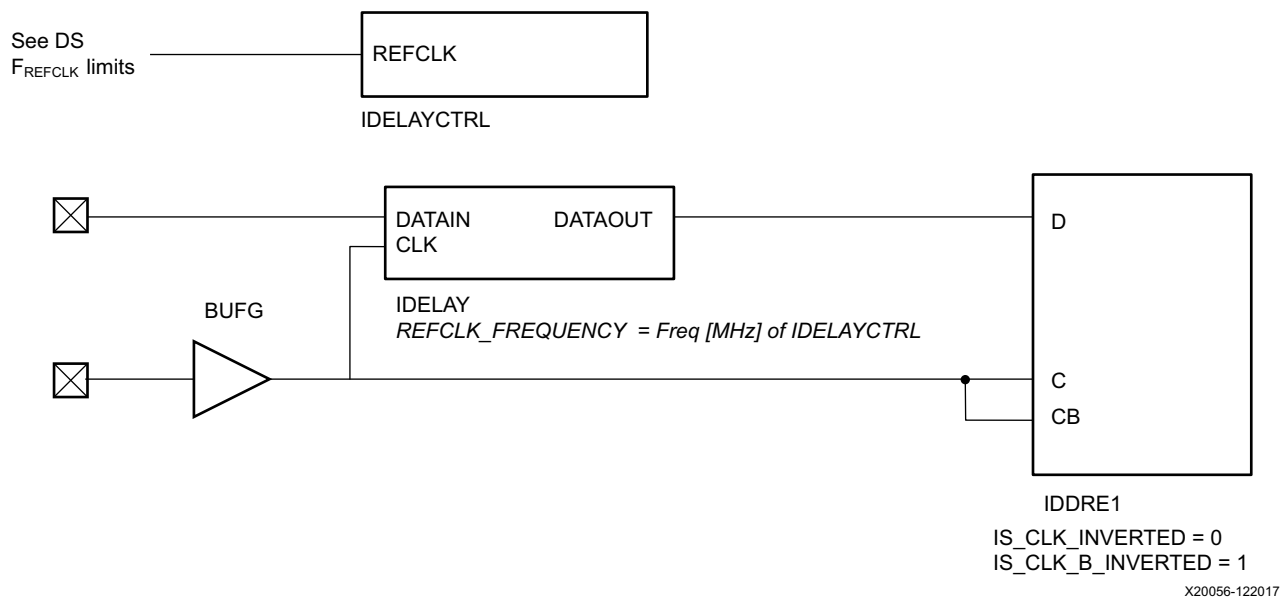 See DS
FREFCLK limits
REFCLK
IDELAYCTRL
DATAIN DATAOUT
CLK
D
BUFG
IDELAY
REFCLK_FREQUENCY = Freq [MHz] of IDELAYCTRL
C
CB
IDDRE1
IS_CLK_INVERTED = 0
IS_CLK_B_INVERTED = 1
X20056-122017